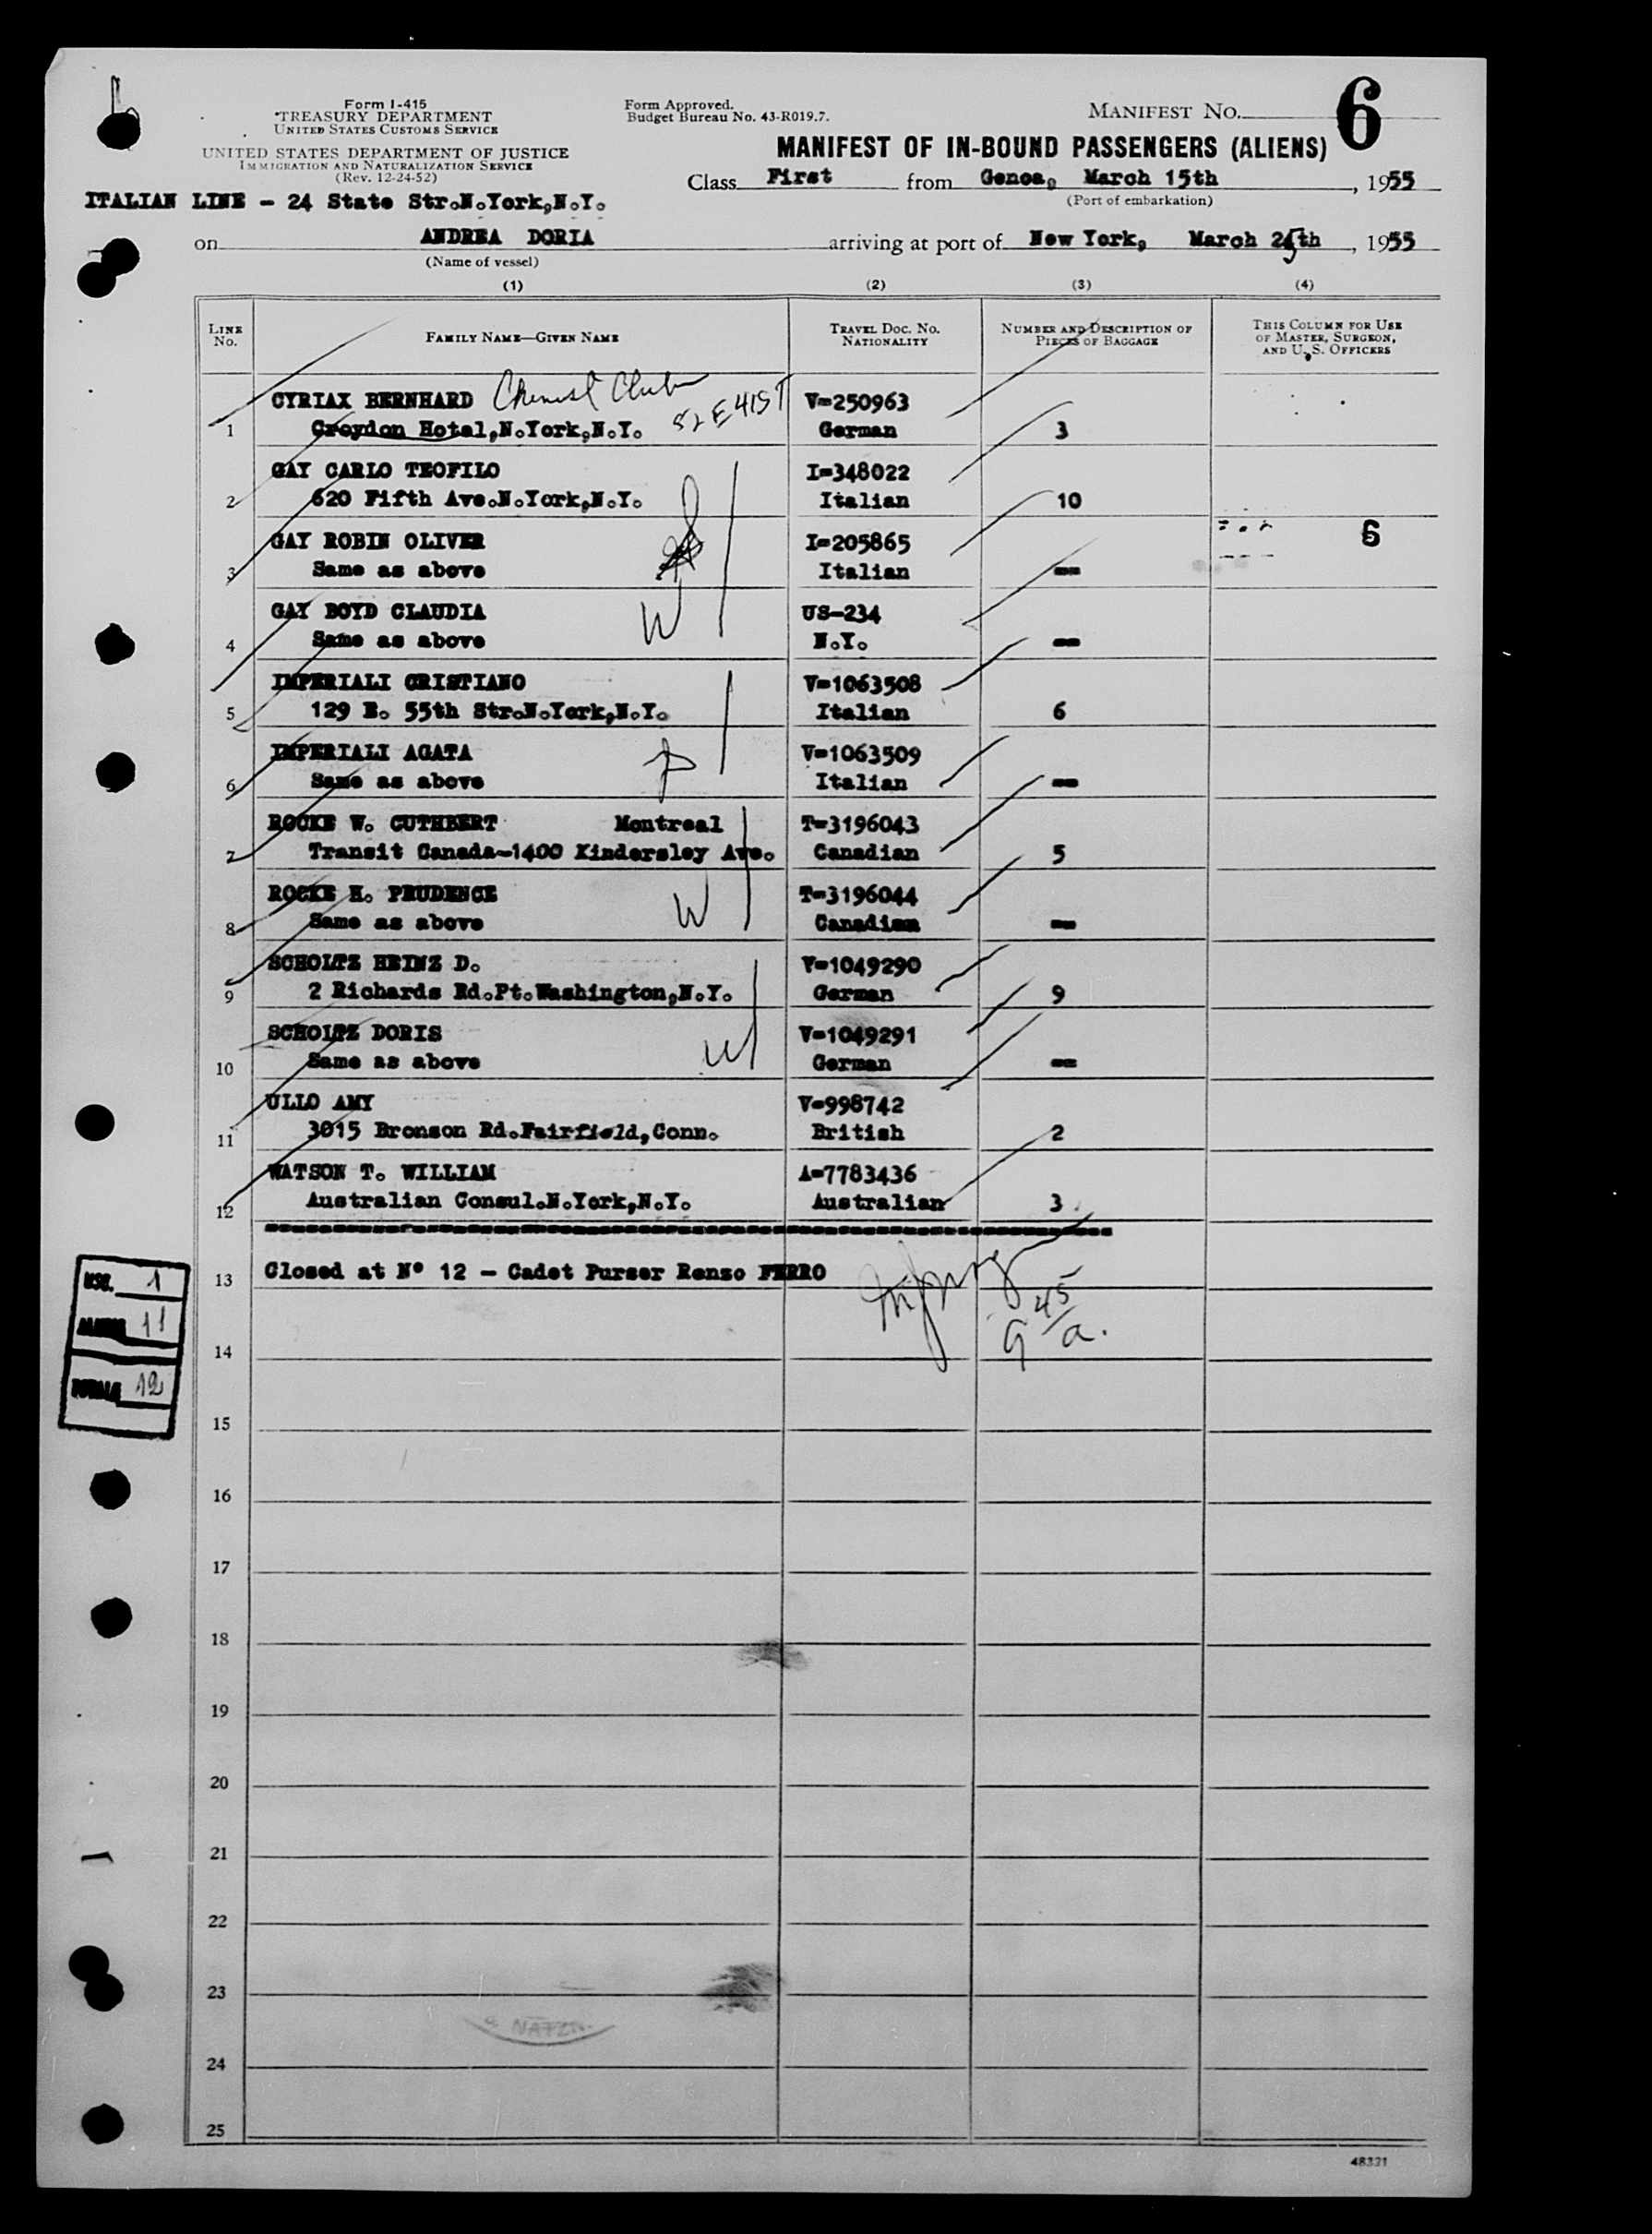 Form I-415
TREASURY DEPARTMENT
UNITED STATES CUSTOMS SERVICE
UNITED STATES DEPARTMENT OF JUSTICE
IMMIGRATION AND NATURALIZATION SERVICE
(Rev. 12-24-52)
Form Approved.
Budget Bureau No. 43-R019.7.
MANIFEST NO. 6
MANIFEST OF IN-BOUND PASSENGERS (ALIENS)
Class First from Genoa, March 15th, 1955
(Port of embarkation)
ITALIAN LINE - 24 State Str.N.York,N.Y.
on ANDREA DORIA arriving at port of New York, March 25th, 1955
(Name of vessel)
(1) (2) (3) (4)
LINE NO. FAMILY NAME—GIVEN NAME TRAVEL DOC. NO. NATIONALITY NUMBER AND DESCRIPTION OF PIECES OF BAGGAGE THIS COLUMN FOR USE OF MASTER, SURGEON, AND U.S. OFFICERS
CYRIAX BERNHARD Chemist Club 52 E 41ST V=250963
1 Croydon Hotal,N.York,N.Y. German 3
GAY CARLO TEOFILO I=348022
2 620 Fifth Ave.N.York,N.Y. Italian 10
GAY ROBIN OLIVER I=205865 6
3 Same as above Italian --
GAY BOYD CLAUDIA US-234
4 Same as above W N.Y. --
IMPERIALI CRISTIANO V=1063508
5 129 E. 55th Str.N.York,N.Y. Italian 6
IMPERIALI AGATA V=1063509
6 Same as above Italian --
ROCKE W. CUTHBERT Montreal T=3196043
7 Transit Canada-1400 Kindersley Ave. Canadian 5
ROCKE H. PRUDENCE T=3196044
8 Same as above W Canadian --
SCHOLTZ HEINZ D. V=1049290
9 2 Richards Rd.Pt.Washington,N.Y. German 9
SCHOLTZ DORIS V=1049291
10 Same as above W German --
ULLO AMY V=998742
11 3015 Bronson Rd.Fairfield,Conn. British 2
WATSON T. WILLIAM A=7783436
12 Australian Consul.N.York,N.Y. Australian 3
13 Closed at N° 12 - Cadet Purser Renzo FERRO
USC. 1
ALIENS 11
TOTALE 12
9 45/a.
14
15
16
17
18
19
20
21
22
23
NATZN.
24
25
48321